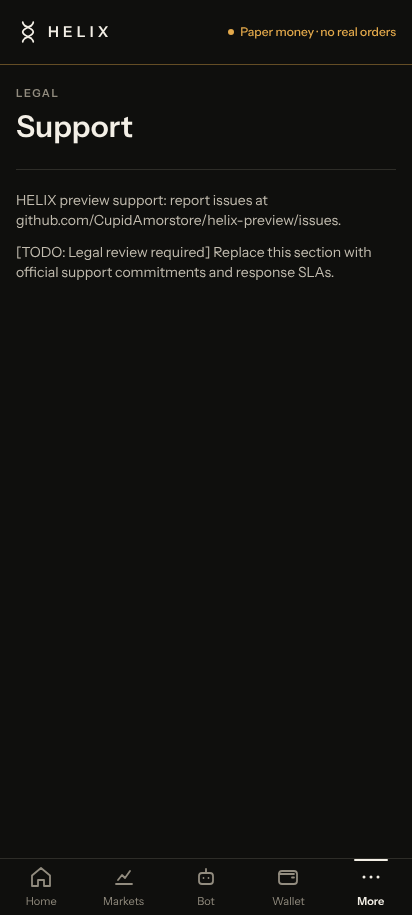 HELIX
Paper money · no real orders
LEGAL
Support
HELIX preview support: report issues at
github.com/CupidAmorstore/helix-preview/issues.
[TODO: Legal review required] Replace this section with
official support commitments and response SLAs.
Home
Markets
Bot
Wallet
More